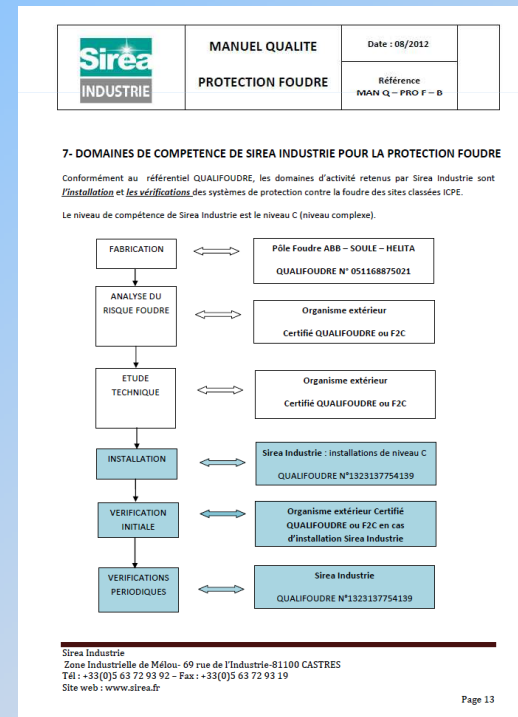 Sirea
INDUSTRIE
MANUEL QUALITE
PROTECTION FOUDRE
Date : 08/2012
Référence
MAN Q – PRO F – B
7- DOMAINES DE COMPETENCE DE SIREA INDUSTRIE POUR LA PROTECTION FOUDRE
Conformément au référentiel QUALIFOUDRE, les domaines d'activité retenus par Sirea Industrie sont
l'installation et les vérifications des systèmes de protection contre la foudre des sites classées ICPE.
Le niveau de compétence de Sirea Industrie est le niveau C (niveau complexe).
FABRICATION
Pôle Foudre ABB – SOULE – HELITA
QUALIFOUDRE N° 051168875021
ANALYSE DU
RISQUE FOUDRE
Organisme extérieur
Certifié QUALIFOUDRE ou F2C
ETUDE
TECHNIQUE
Organisme extérieur
Certifié QUALIFOUDRE ou F2C
INSTALLATION
Sirea Industrie : installations de niveau C
QUALIFOUDRE N°1323137754139
VERIFICATION
INITIALE
Organisme extérieur Certifié
QUALIFOUDRE ou F2C en cas
d'installation Sirea Industrie
VERIFICATIONS
PERIODIQUES
Sirea Industrie
QUALIFOUDRE N°1323137754139
Sirea Industrie
Zone Industrielle de Mélou- 69 rue de l'Industrie-81100 CASTRES
Tél : +33(0)5 63 72 93 92 – Fax : +33(0)5 63 72 93 19
Site web : www.sirea.fr
Page 13